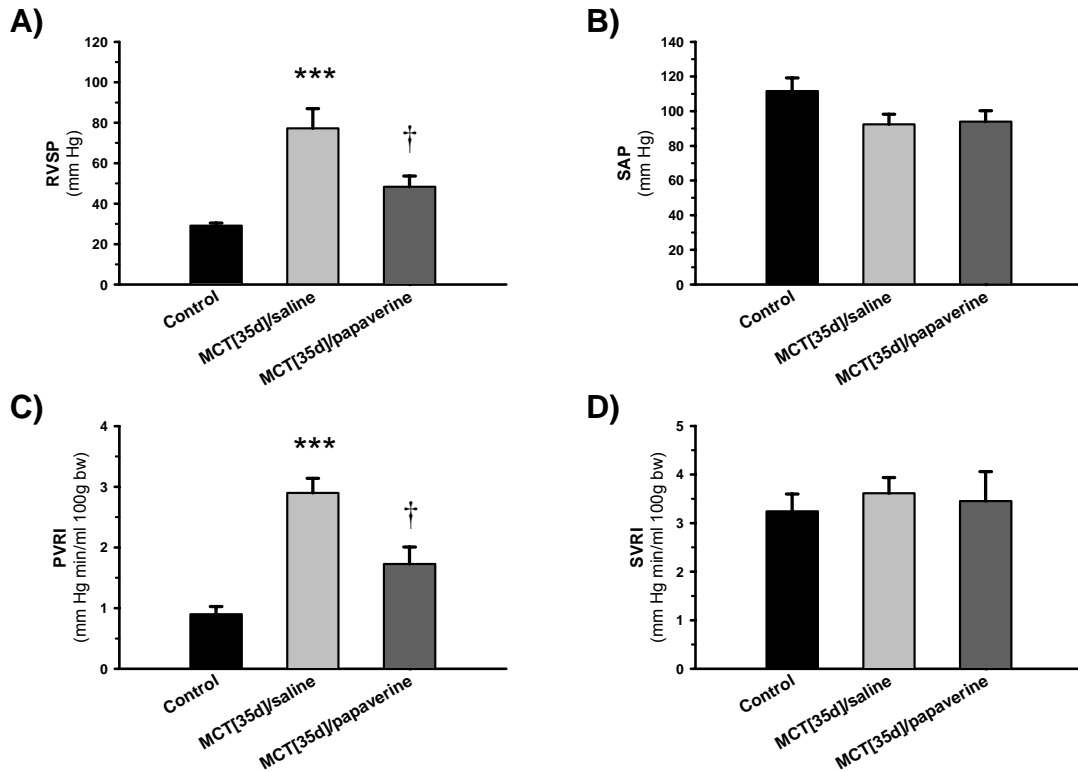 A)
120
100
80
60
40
20
0
RVSP
(mm Hg)
***
†
Control
MCT[35d]/saline
MCT[35d]/papaverine
B)
140
120
100
80
60
40
20
0
SAP
(mm Hg)
Control
MCT[35d]/saline
MCT[35d]/papaverine
C)
4
3
2
1
0
PVRI
(mm Hg min/ml 100g bw)
***
†
Control
MCT[35d]/saline
MCT[35d]/papaverine
D)
5
4
3
2
1
0
SVRI
(mm Hg min/ml 100g bw)
Control
MCT[35d]/saline
MCT[35d]/papaverine